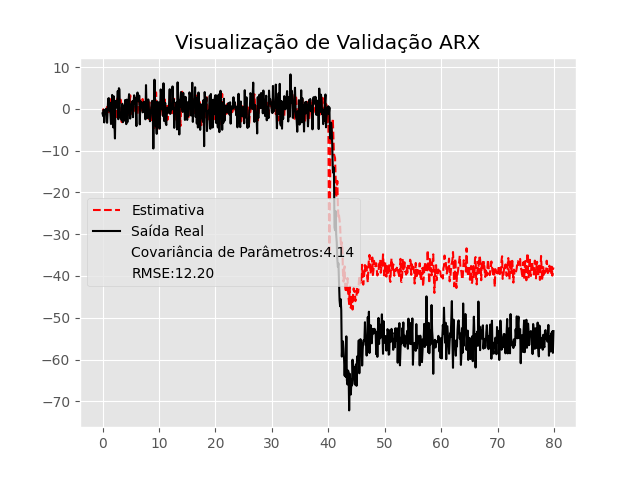 Visualização de Validação ARX
10
0
−10
−20
−30
−40
−50
−60
−70
Estimativa
Saída Real
Covariância de Parâmetros:4.14
RMSE:12.20
0 10 20 30 40 50 60 70 80